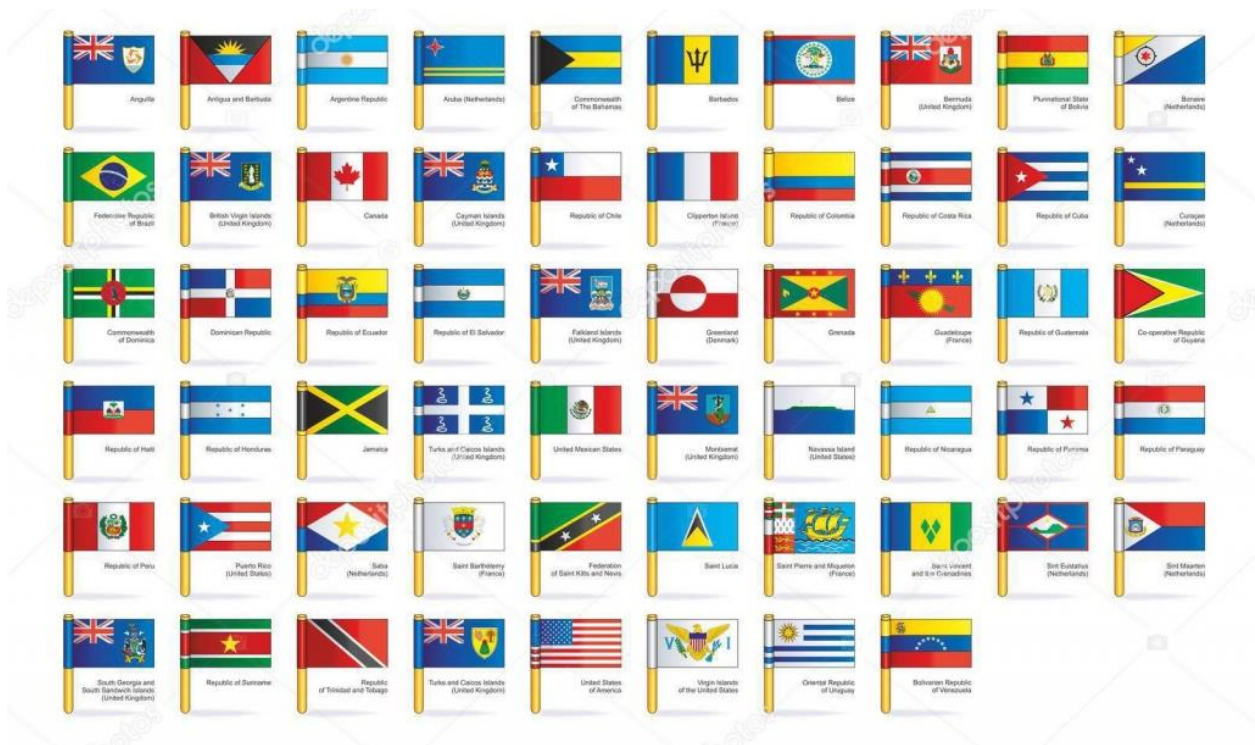 Anguilla
Antigua and Barbuda
Argentine Republic
Aruba (Netherlands)
Commonwealth
of The Bahamas
Barbados
Belize
Bermuda
(United Kingdom)
Plurinational State
of Bolivia
Bonaire
(Netherlands)
Federative Republic
of Brazil
British Virgin Islands
(United Kingdom)
Canada
Cayman Islands
(United Kingdom)
Republic of Chile
Clipperton Island
(France)
Republic of Colombia
Republic of Costa Rica
Republic of Cuba
Curaçao
(Netherlands)
Commonwealth
of Dominica
Dominican Republic
Republic of Ecuador
Republic of El Salvador
Falkland Islands
(United Kingdom)
Greenland
(Denmark)
Grenada
Guadeloupe
(France)
Republic of Guatemala
Co-operative Republic
of Guyana
Republic of Haiti
Republic of Honduras
Jamaica
Turks and Caicos Islands
(United Kingdom)
United Mexican States
Montserrat
(United Kingdom)
Navassa Island
(United States)
Republic of Nicaragua
Republic of Panama
Republic of Paraguay
Republic of Peru
Puerto Rico
(United States)
Saba
(Netherlands)
Saint Barthélemy
(France)
Federation
of Saint Kitts and Nevis
Saint Lucia
Saint Pierre and Miquelon
(France)
Saint Vincent
and the Grenadines
Sint Eustatius
(Netherlands)
Sint Maarten
(Netherlands)
V I
South Georgia and
South Sandwich Islands
(United Kingdom)
Republic of Suriname
Republic
of Trinidad and Tobago
Turks and Caicos Islands
(United Kingdom)
United States
of America
Virgin Islands
of the United States
Oriental Republic
of Uruguay
Bolivarian Republic
of Venezuela
depositphotos